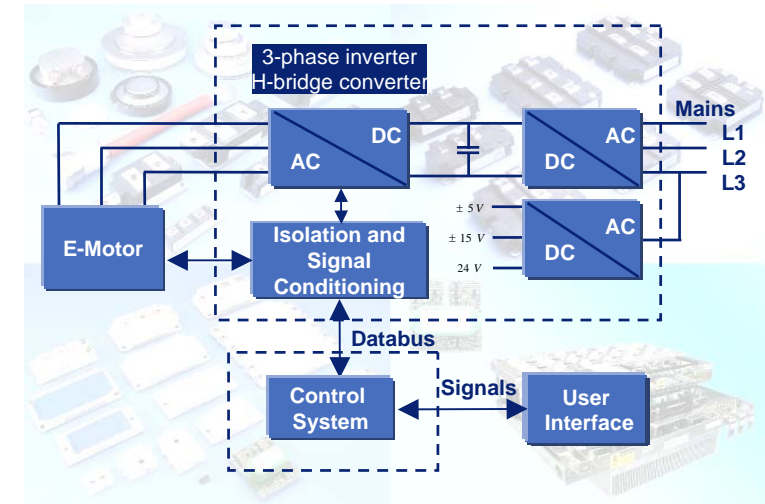 3-phase inverter
H-bridge converter
Mains
L1
L2
L3
DC
AC
AC
DC
± 5 V
± 15 V
24 V
AC
DC
E-Motor
Isolation and
Signal
Conditioning
Databus
Control
System
Signals
User
Interface